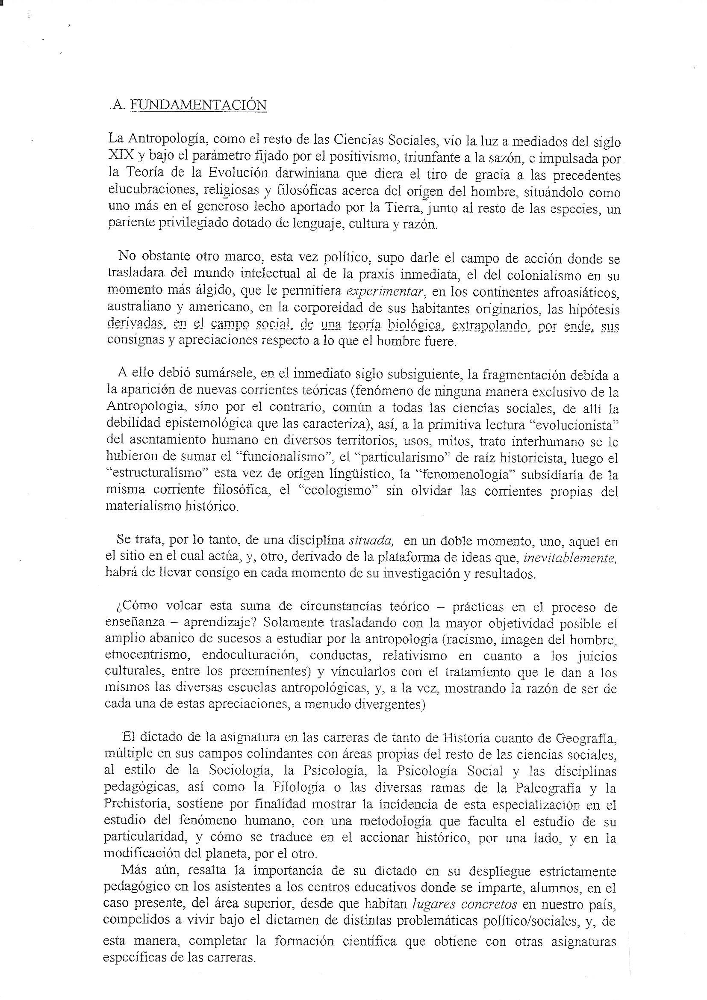 .A. FUNDAMENTACIÓN
La Antropología, como el resto de las Ciencias Sociales, vio la luz a mediados del siglo
XIX y bajo el parámetro fijado por el positivismo, triunfante a la sazón, e impulsada por
la Teoría de la Evolución darwiniana que diera el tiro de gracia a las precedentes
elucubraciones, religiosas y filosóficas acerca del origen del hombre, situándolo como
uno más en el generoso lecho aportado por la Tierra, junto al resto de las especies, un
pariente privilegiado dotado de lenguaje, cultura y razón.
No obstante otro marco, esta vez político, supo darle el campo de acción donde se
trasladara del mundo intelectual al de la praxis inmediata, el del colonialismo en su
momento más álgido, que le permitiera experimentar, en los continentes afroasiáticos,
australiano y americano, en la corporeidad de sus habitantes originarios, las hipótesis
derivadas, en el campo social, de una teoría biológica, extrapolando, por ende, sus
consignas y apreciaciones respecto a lo que el hombre fuere.
A ello debió sumársele, en el inmediato siglo subsiguiente, la fragmentación debida a
la aparición de nuevas corrientes teóricas (fenómeno de ninguna manera exclusivo de la
Antropología, sino por el contrario, común a todas las ciencias sociales, de allí la
debilidad epistemológica que las caracteriza), así, a la primitiva lectura “evolucionista”
del asentamiento humano en diversos territorios, usos, mitos, trato interhumano se le
hubieron de sumar el “funcionalismo”, el “particularismo” de raíz historicista, luego el
“estructuralismo” esta vez de origen lingüístico, la “fenomenología” subsidiaria de la
misma corriente filosófica, el “ecologismo” sin olvidar las corrientes propias del
materialismo histórico.
Se trata, por lo tanto, de una disciplina situada, en un doble momento, uno, aquel en
el sitio en el cual actúa, y, otro, derivado de la plataforma de ideas que, inevitablemente,
habrá de llevar consigo en cada momento de su investigación y resultados.
¿Cómo volcar esta suma de circunstancias teórico – prácticas en el proceso de
enseñanza – aprendizaje? Solamente trasladando con la mayor objetividad posible el
amplio abanico de sucesos a estudiar por la antropología (racismo, imagen del hombre,
etnocentrismo, endoculturación, conductas, relativismo en cuanto a los juicios
culturales, entre los preeminentes) y vincularlos con el tratamiento que le dan a los
mismos las diversas escuelas antropológicas, y, a la vez, mostrando la razón de ser de
cada una de estas apreciaciones, a menudo divergentes)
El dictado de la asignatura en las carreras de tanto de Historia cuanto de Geografía,
múltiple en sus campos colindantes con áreas propias del resto de las ciencias sociales,
al estilo de la Sociología, la Psicología, la Psicología Social y las disciplinas
pedagógicas, así como la Filología o las diversas ramas de la Paleografía y la
Prehistoria, sostiene por finalidad mostrar la incidencia de esta especialización en el
estudio del fenómeno humano, con una metodología que faculta el estudio de su
particularidad, y cómo se traduce en el accionar histórico, por una lado, y en la
modificación del planeta, por el otro.
Más aún, resalta la importancia de su dictado en su despliegue estrictamente
pedagógico en los asistentes a los centros educativos donde se imparte, alumnos, en el
caso presente, del área superior, desde que habitan lugares concretos en nuestro país,
compelidos a vivir bajo el dictamen de distintas problemáticas político/sociales, y, de
esta manera, completar la formación científica que obtiene con otras asignaturas
específicas de las carreras.